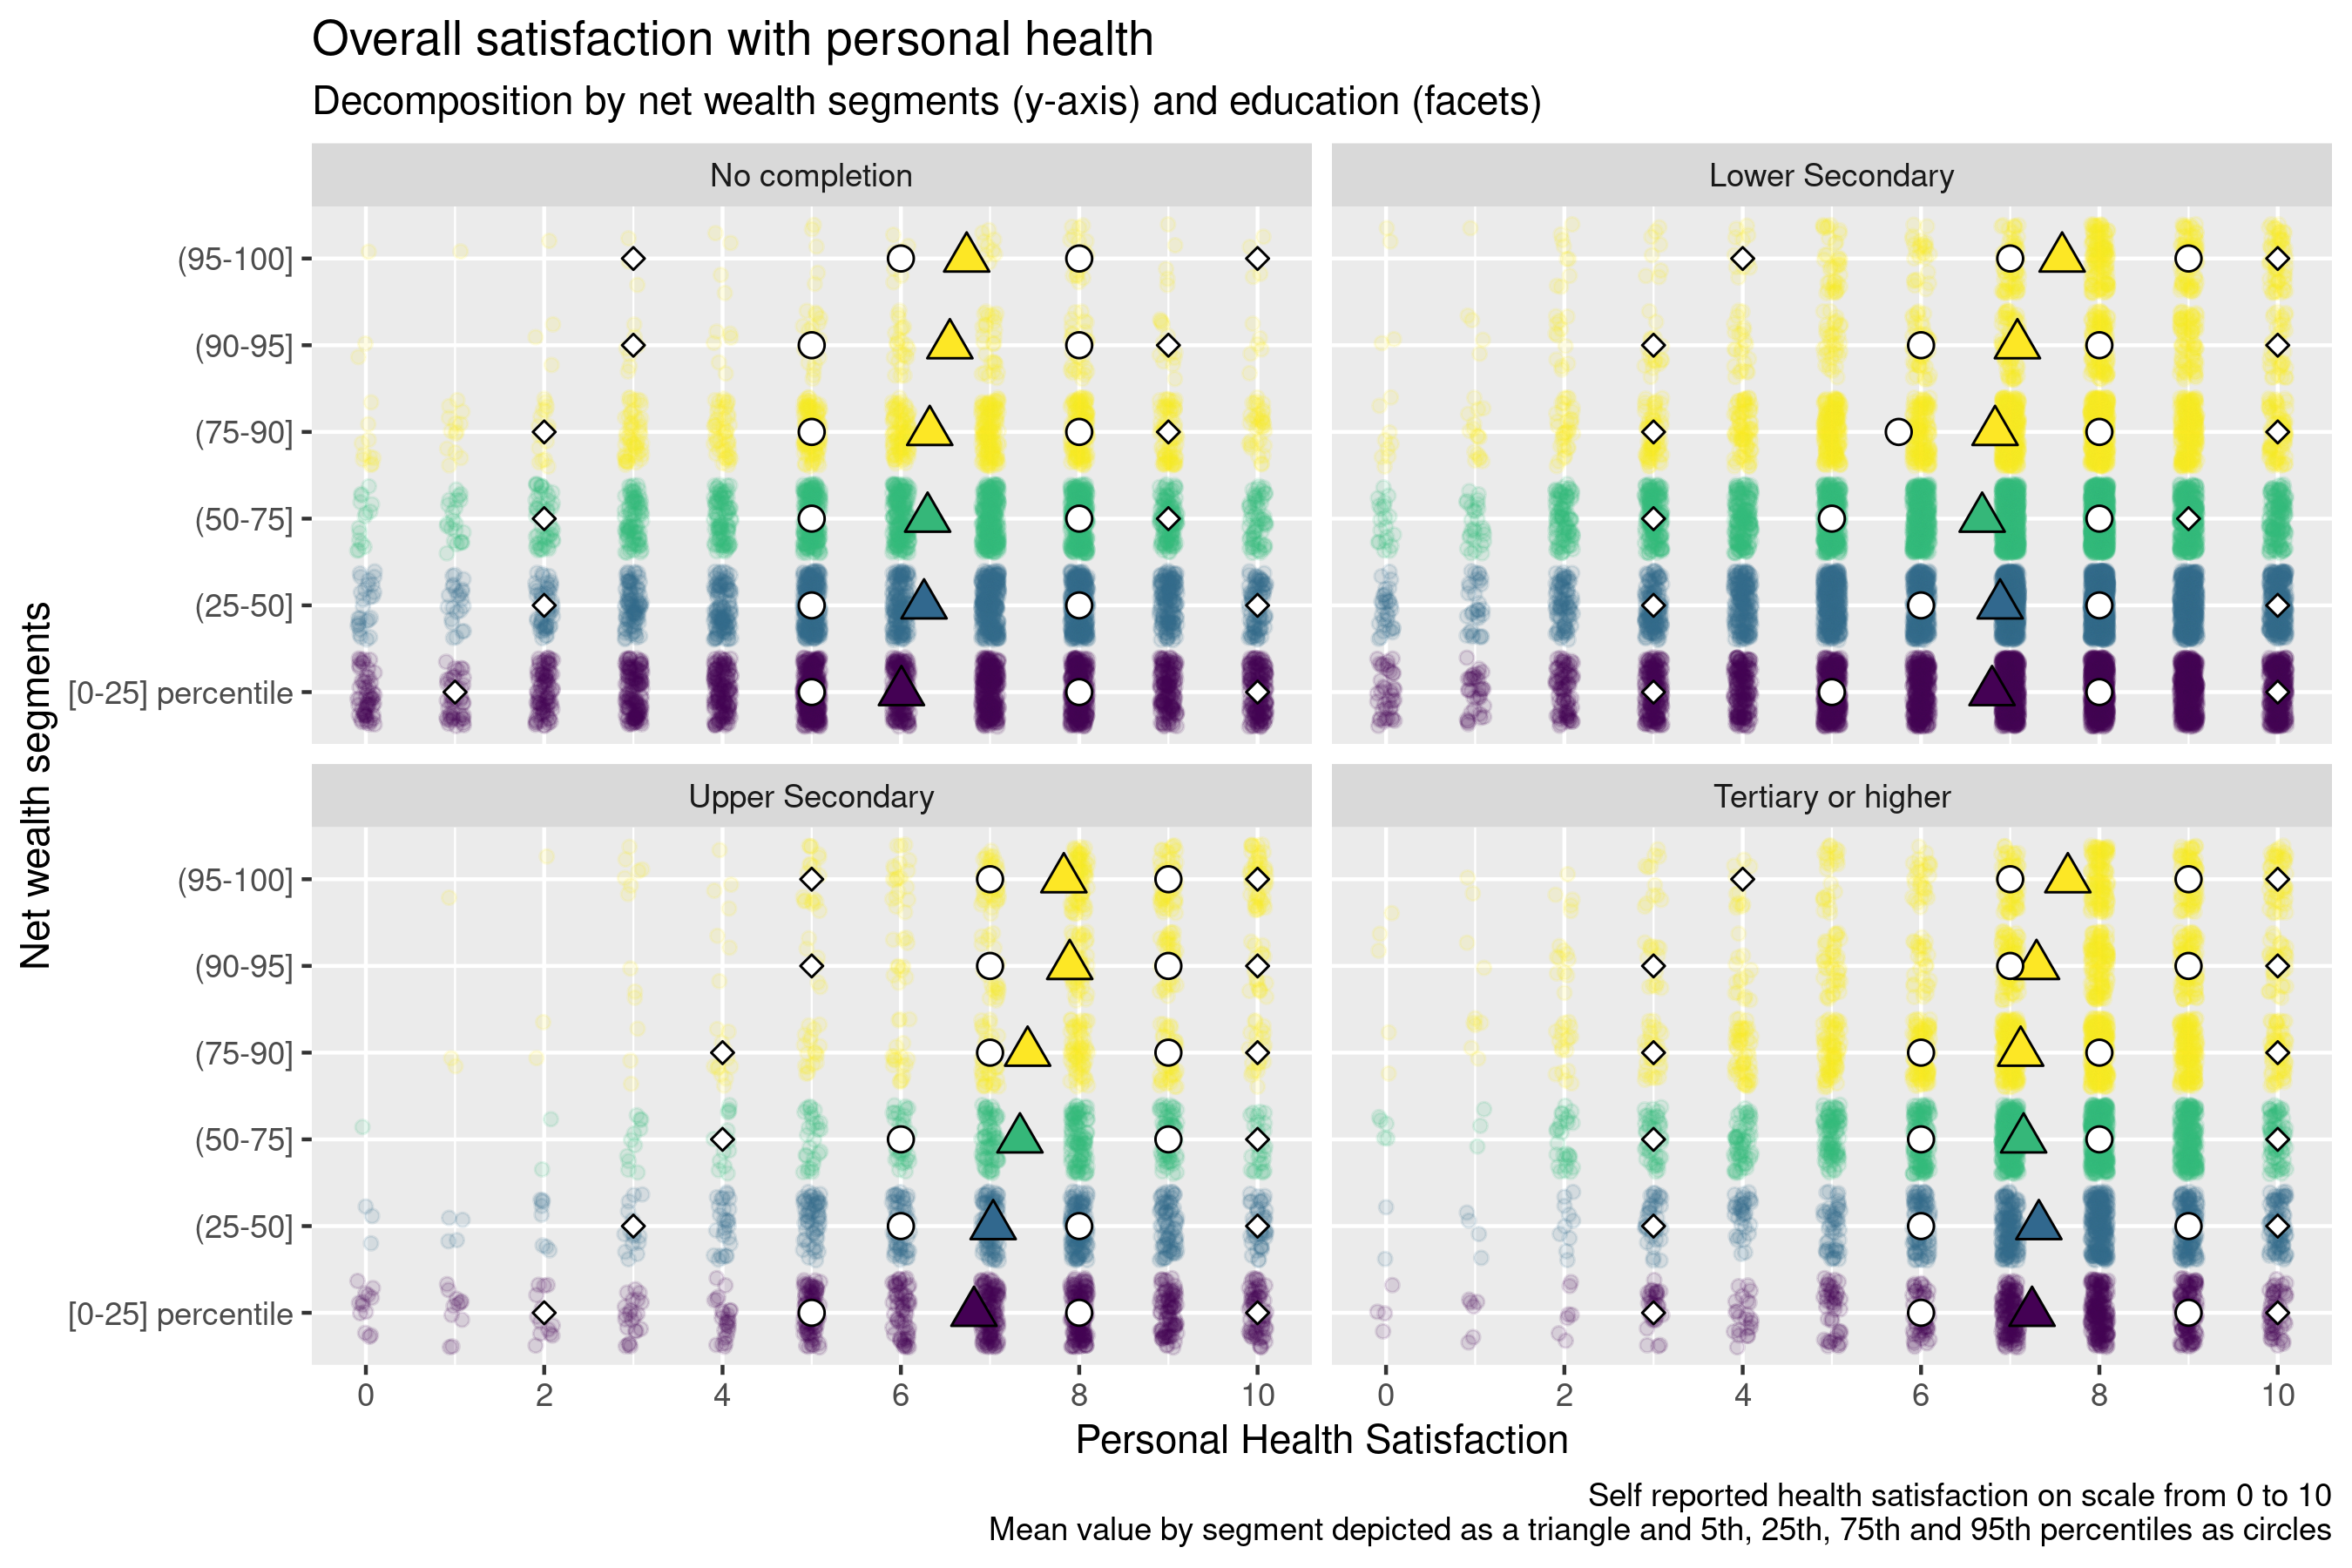 Overall satisfaction with personal health
Decomposition by net wealth segments (y-axis) and education (facets)
No completion
Lower Secondary
(95-100]
(90-95]
(75-90]
(50-75]
(25-50]
[0-25] percentile
Upper Secondary
Tertiary or higher
(95-100]
(90-95]
(75-90]
(50-75]
(25-50]
[0-25] percentile
Net wealth segments
0 2 4 6 8 10
0 2 4 6 8 10
Personal Health Satisfaction
Self reported health satisfaction on scale from 0 to 10
Mean value by segment depicted as a triangle and 5th, 25th, 75th and 95th percentiles as circles